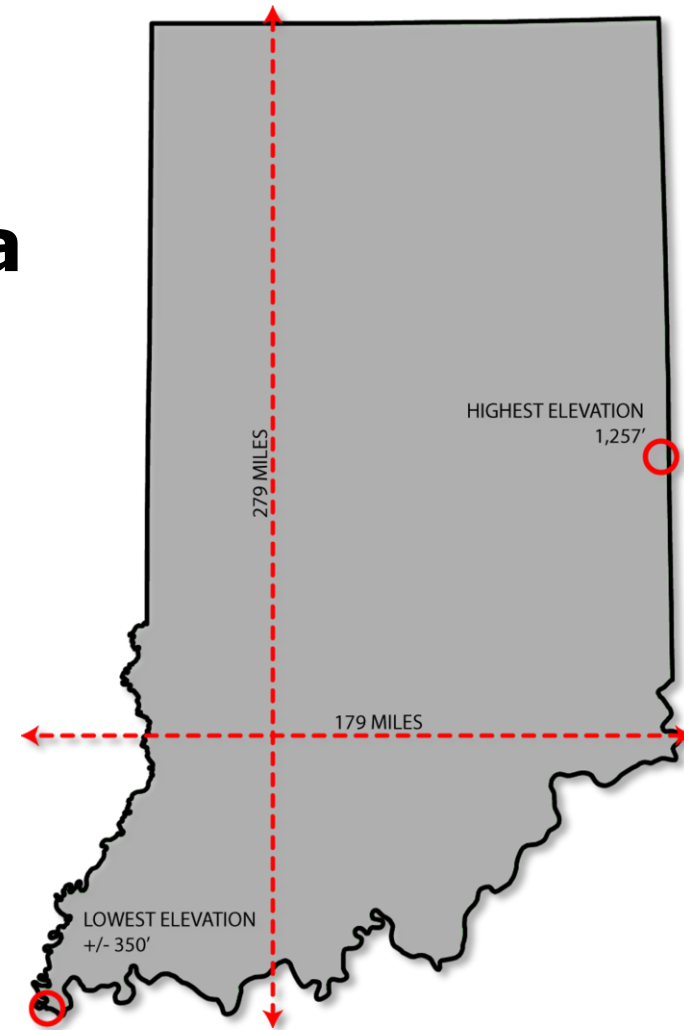 a
HIGHEST ELEVATION
1,257'
279 MILES
179 MILES
LOWEST ELEVATION
+/- 350'